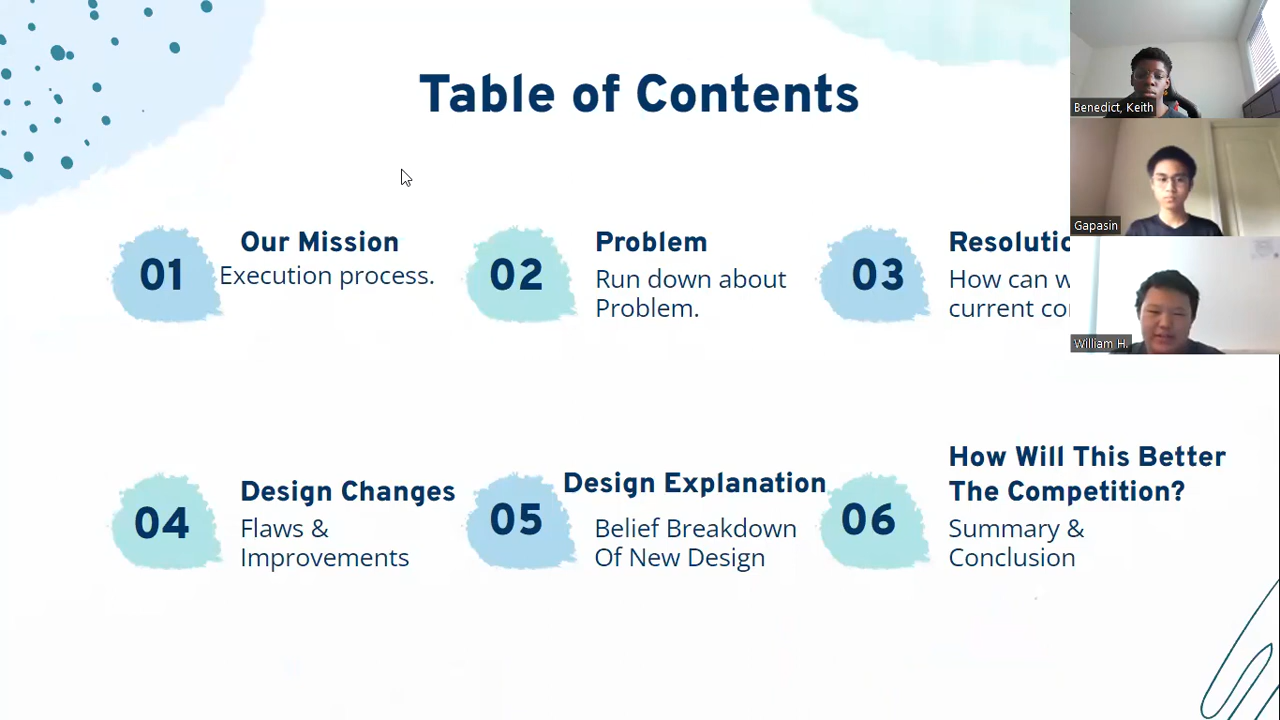 Table of Contents
Benedict, Keith
Gapasin
William H.
01
Our Mission
Execution process.
02
Problem
Run down about
Problem.
03
How can
current
04
Design Changes
Flaws &
Improvements
05
Design Explanation
Belief Breakdown
Of New Design
06
How Will This Better
The Competition?
Summary &
Conclusion